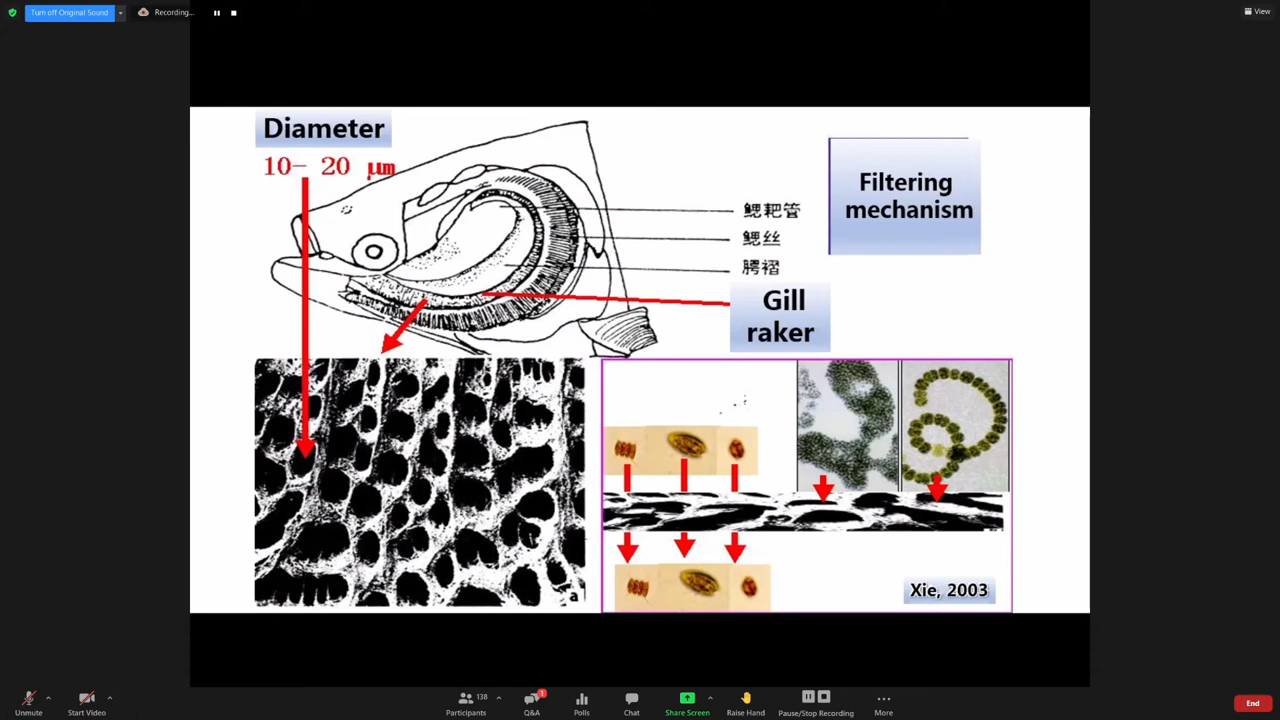 Turn off Original Sound
Recording...
View
Diameter
10- 20 μm
Filtering
mechanism
鳃耙管
鳃丝
腭褶
Gill
raker
a
Xie, 2003
Unmute
Start Video
Participants
138
Q&A
1
Polls
Chat
Share Screen
Raise Hand
Pause/Stop Recording
More
End